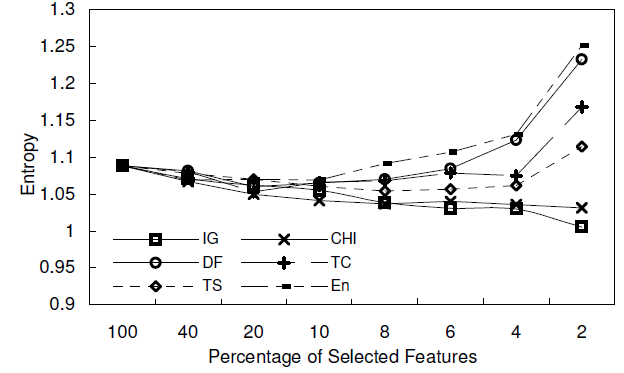 1.3
1.25
1.2
1.15
1.1
1.05
1
0.95
0.9
Entropy
IG CHI
DF TC
TS En
100 40 20 10 8 6 4 2
Percentage of Selected Features